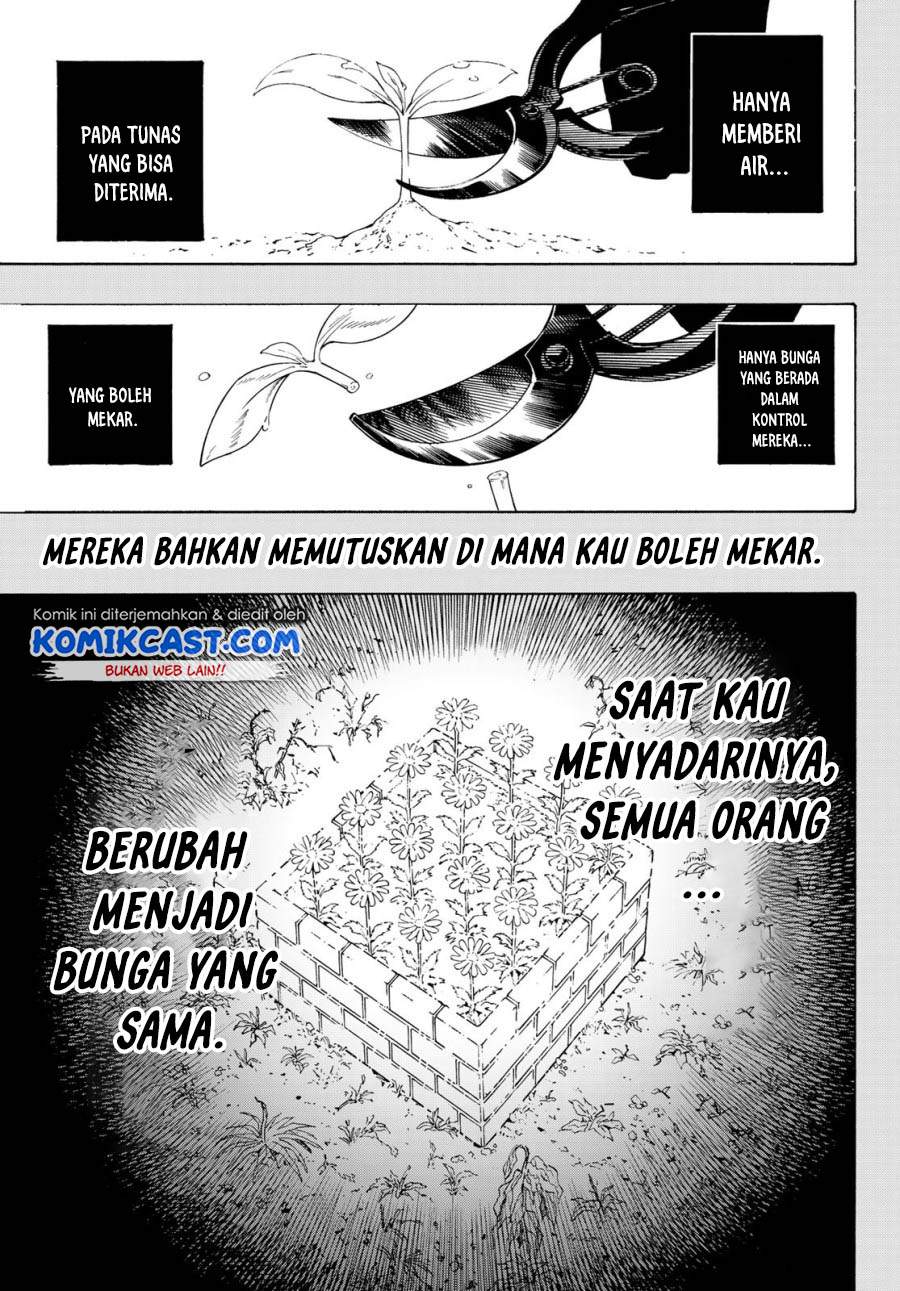 HANYA
MEMBERI
AIR...
PADA TUNAS
YANG BISA
DITERIMA.
HANYA BUNGA
YANG BERADA
DALAM
KONTROL
MEREKA...
YANG BOLEH
MEKAR.
MEREKA BAHKAN MEMUTUSKAN DI MANA KAU BOLEH MEKAR.
Komik ini diterjemahkan & diedit oleh
KOMIKCAST.COM
BUKAN WEB LAIN!!
SAAT KAU
MENYADARINYA,
SEMUA ORANG
...
BERUBAH
MENJADI
BUNGA YANG
SAMA.